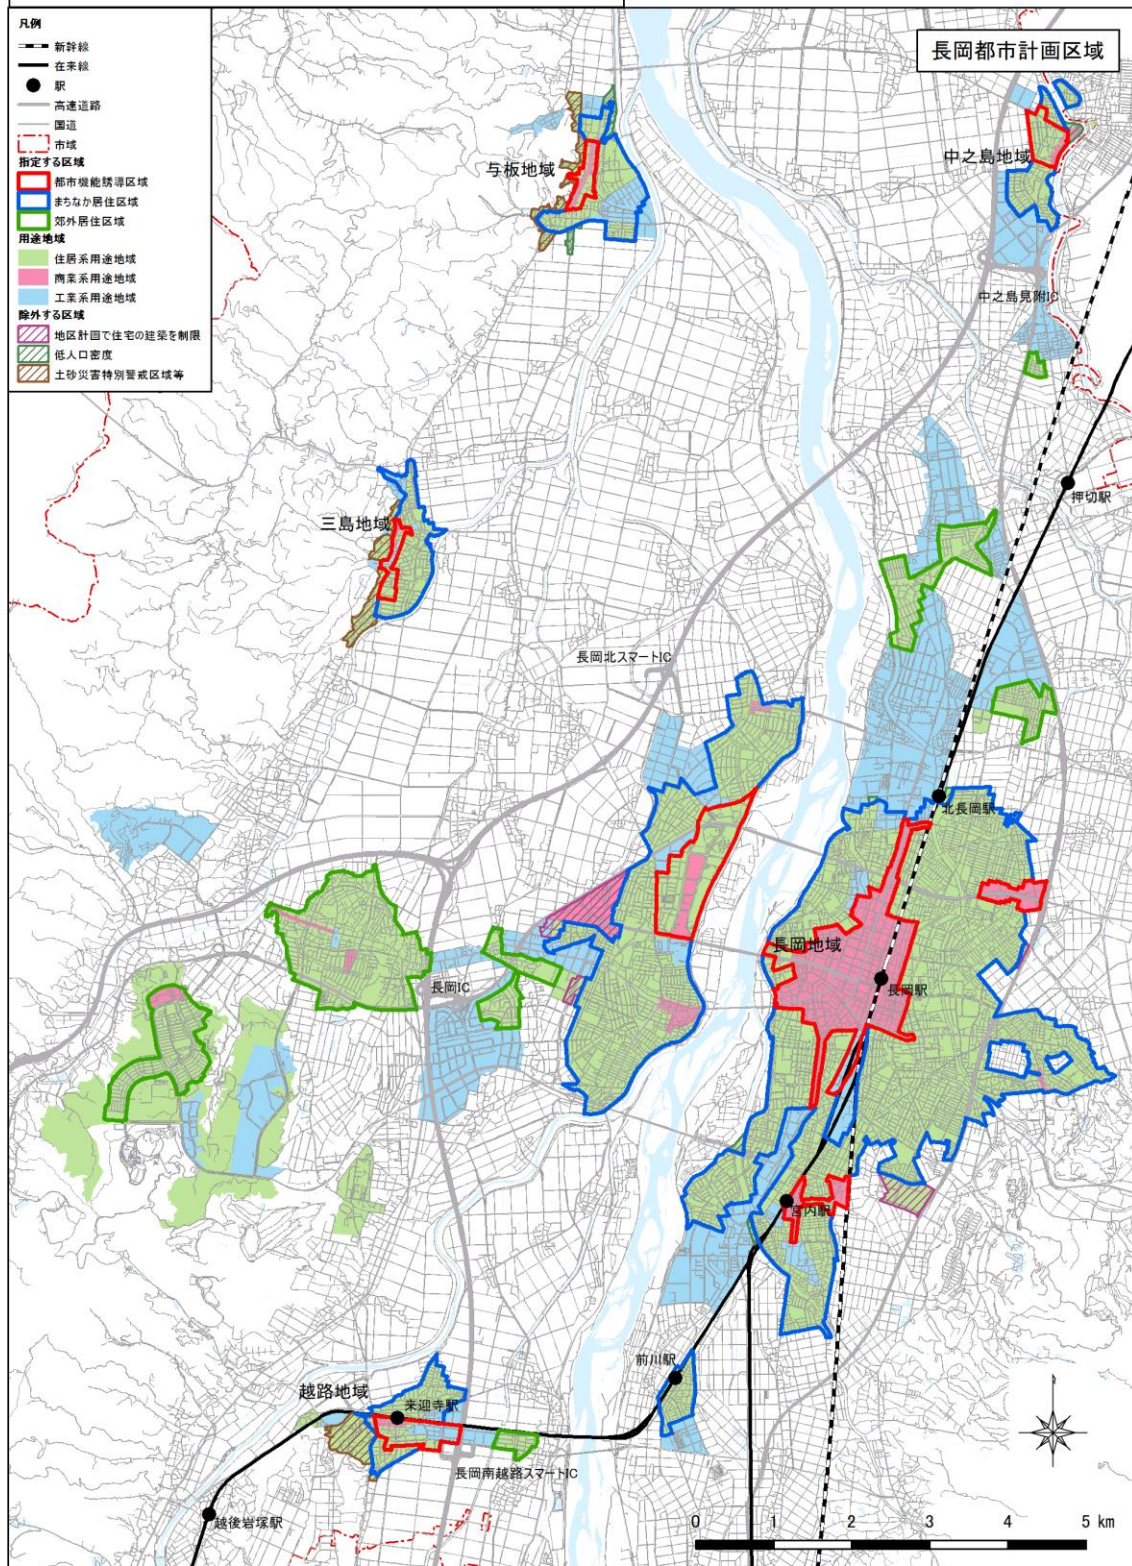 凡例
新幹線
在来線
駅
高速道路
国道
市域
指定する区域
都市機能誘導区域
まちなか居住区域
郊外居住区域
用途地域
住居系用途地域
商業系用途地域
工業系用途地域
除外する区域
地区計画で住宅の建築を制限
低人口密度
土砂災害特別警戒区域等
長岡都市計画区域
与板地域
中之島地域
中之島見附IC
押切駅
三島地域
長岡北スマートIC
北長岡駅
長岡地域
長岡IC
長岡駅
宮内駅
前川駅
越路地域
来迎寺駅
長岡南越路スマートIC
越後岩塚駅
0 1 2 3 4 5 km